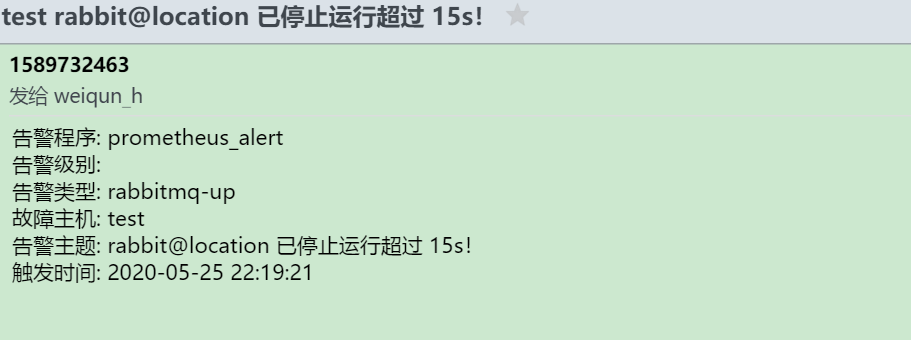 test rabbit@location 已停止运行超过 15s!
1589732463
发给 weiqun_h
告警程序: prometheus_alert
告警级别:
告警类型: rabbitmq-up
故障主机: test
告警主题: rabbit@location 已停止运行超过 15s!
触发时间: 2020-05-25 22:19:21